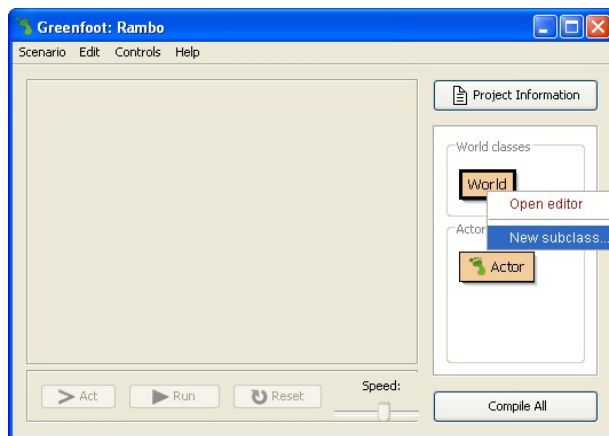 Greenfoot: Rambo
Scenario Edit Controls Help
Project Information
World classes
World
Open editor
New subclass...
Actor
Actor
Act Run Reset Speed:
Compile All